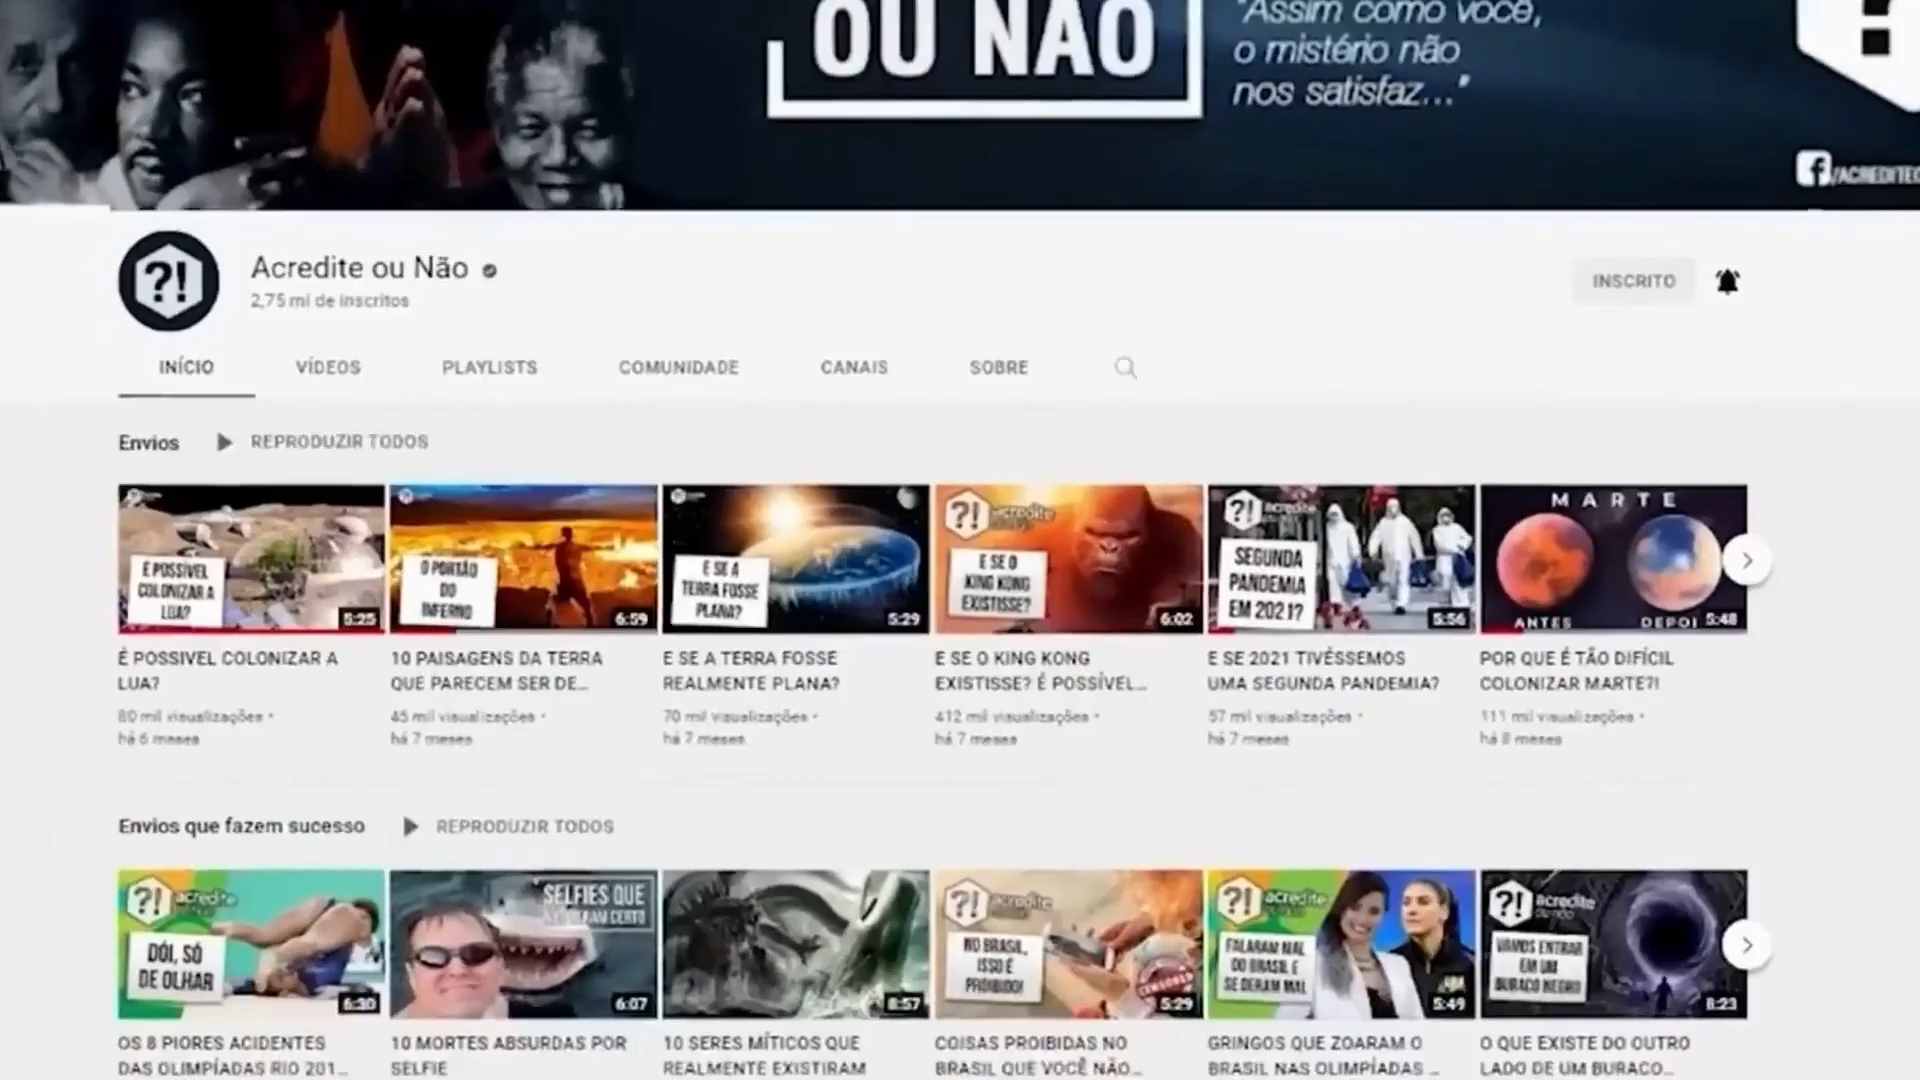 OU NÃO
"Assim como você,
o mistério não
nos satisfaz..."
?!
Acredite ou Não
2,75 mi de inscritos
INSCRITO
INÍCIO
VÍDEOS
PLAYLISTS
COMUNIDADE
CANAIS
SOBRE
Envios
REPRODUZIR TODOS
É POSSÍVEL
COLONIZAR A
LUA?
5:25
O PORTÃO
DO
INFERNO
6:59
E SE A
TERRA FOSSE
PLANA?
5:29
?! acredite
E SE O
KING KONG
EXISTISSE?
6:02
?! acredite
SEGUNDA
PANDEMIA
EM 2021?
5:56
MARTE
ANTES
DEPOI
5:48
É POSSIVEL COLONIZAR A
LUA?
80 mil visualizações •
há 6 meses
10 PAISAGENS DA TERRA
QUE PARECEM SER DE...
45 mil visualizações •
há 7 meses
E SE A TERRA FOSSE
REALMENTE PLANA?
70 mil visualizações •
há 7 meses
E SE O KING KONG
EXISTISSE? É POSSÍVEL...
412 mil visualizações •
há 7 meses
E SE 2021 TIVÉSSEMOS
UMA SEGUNDA PANDEMIA?
57 mil visualizações •
há 7 meses
POR QUE É TÃO DIFÍCIL
COLONIZAR MARTE?!
111 mil visualizações •
há 8 meses
Envios que fazem sucesso
REPRODUZIR TODOS
?! acredite
DÓI, SÓ
DE OLHAR
6:30
SELFIES QUE
CERTO
6:07
8:57
?! acredite
NO BRASIL,
ISSO É
PROIBIDO!
CENSORED
5:29
?! acredite
FALARAM MAL
DO BRASIL E
SE DERAM MAL
5:49
?! acredite
OU NÃO
VAMOS ENTRAR
EM UM
BURACO NEGRO
8:23
OS 8 PIORES ACIDENTES
DAS OLIMPÍADAS RIO 201...
10 MORTES ABSURDAS POR
SELFIE
10 SERES MÍTICOS QUE
REALMENTE EXISTIRAM
COISAS PROIBIDAS NO
BRASIL QUE VOCÊ NÃO...
GRINGOS QUE ZOARAM O
BRASIL NAS OLIMPÍADAS ...
O QUE EXISTE DO OUTRO
LADO DE UM BURACO...